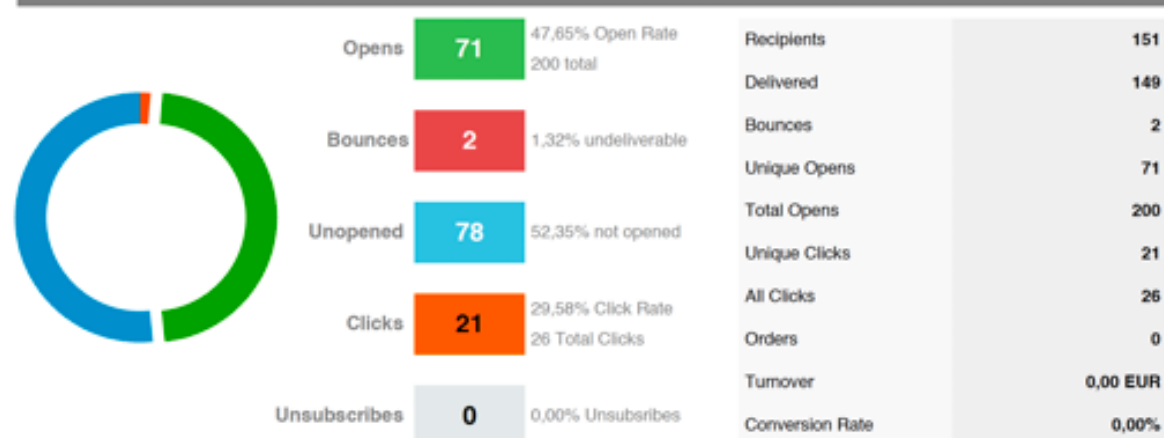 Opens 71 47,65% Open Rate
200 total
Bounces 2 1,32% undeliverable
Unopened 78 52,35% not opened
Clicks 21 29,58% Click Rate
26 Total Clicks
Unsubscribes 0 0,00% Unsubsribes
Recipients 151
Delivered 149
Bounces 2
Unique Opens 71
Total Opens 200
Unique Clicks 21
All Clicks 26
Orders 0
Turnover 0,00 EUR
Conversion Rate 0,00%